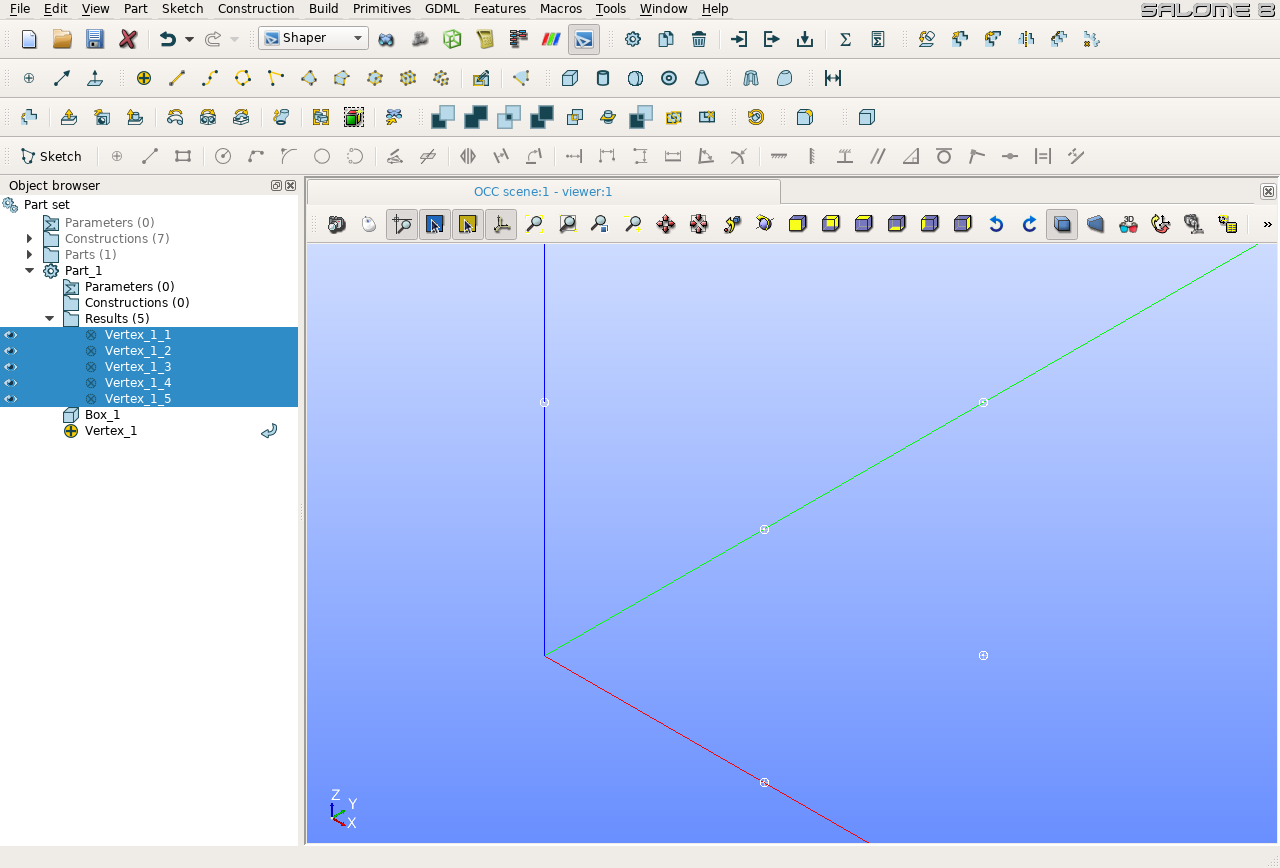 File Edit View Part Sketch Construction Build Primitives GDML Features Macros Tools Window Help
SALOME 8
Shaper
Sketch
Object browser
Part set
Parameters (0)
Constructions (7)
Parts (1)
Part_1
Parameters (0)
Constructions (0)
Results (5)
Vertex_1_1
Vertex_1_2
Vertex_1_3
Vertex_1_4
Vertex_1_5
Box_1
Vertex_1
OCC scene:1 - viewer:1
3D
»
Z
Y
X